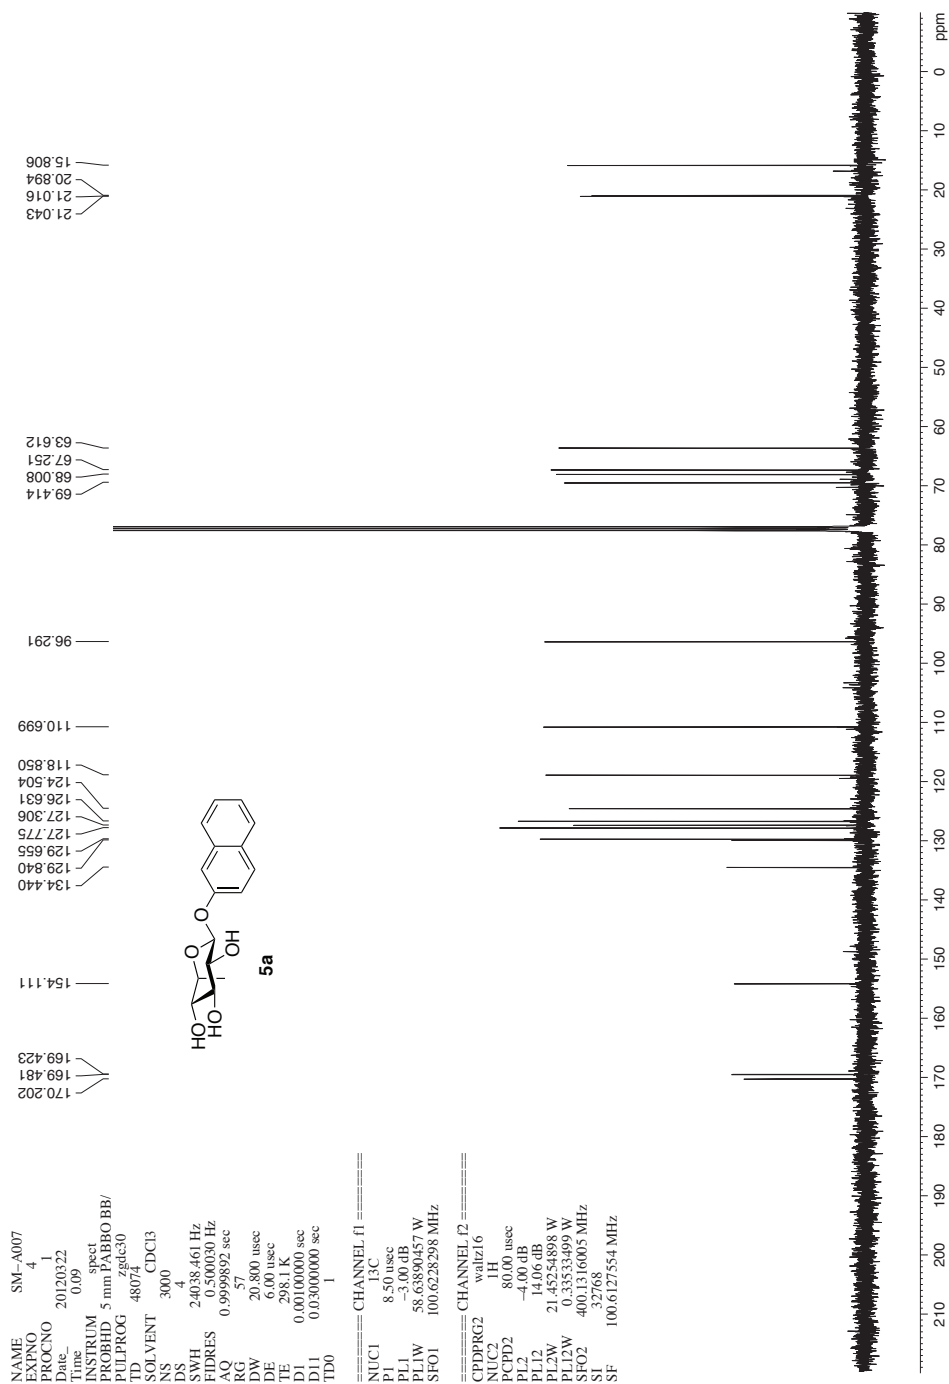 NAME SM-A007
EXPNO 4
PROCNO 1
Date_ 20120322
Time 0.09
INSTRUM spect
PROBHD 5 mm PABBO BB/
PULPROG zgdc30
TD 48074
SOLVENT CDCl3
NS 3000
DS 4
SWH 24038.461 Hz
FIDRES 0.500030 Hz
AQ 0.9999892 sec
RG 57
DW 20.800 usec
DE 6.00 usec
TE 298.1 K
D1 0.00100000 sec
D11 0.03000000 sec
TD0 1
======== CHANNEL f1 ========
NUC1 13C
P1 8.50 usec
PL1 -3.00 dB
PL1W 58.63890457 W
SFO1 100.6228298 MHz
======== CHANNEL f2 ========
CPDPRG2 waltz16
NUC2 1H
PCPD2 80.00 usec
PL2 -4.00 dB
PL12 14.06 dB
PL2W 21.45254898 W
PL12W 0.33533499 W
SFO2 400.1316005 MHz
SI 32768
SF 100.6127554 MHz
170.202
169.481
169.423
154.111
134.440
129.840
129.655
127.775
127.306
126.631
124.504
118.850
110.699
96.291
69.414
68.008
67.251
63.612
21.043
21.016
20.894
15.806
HO
HO
O
OH
O
5a
210 200 190 180 170 160 150 140 130 120 110 100 90 80 70 60 50 40 30 20 10 0 ppm